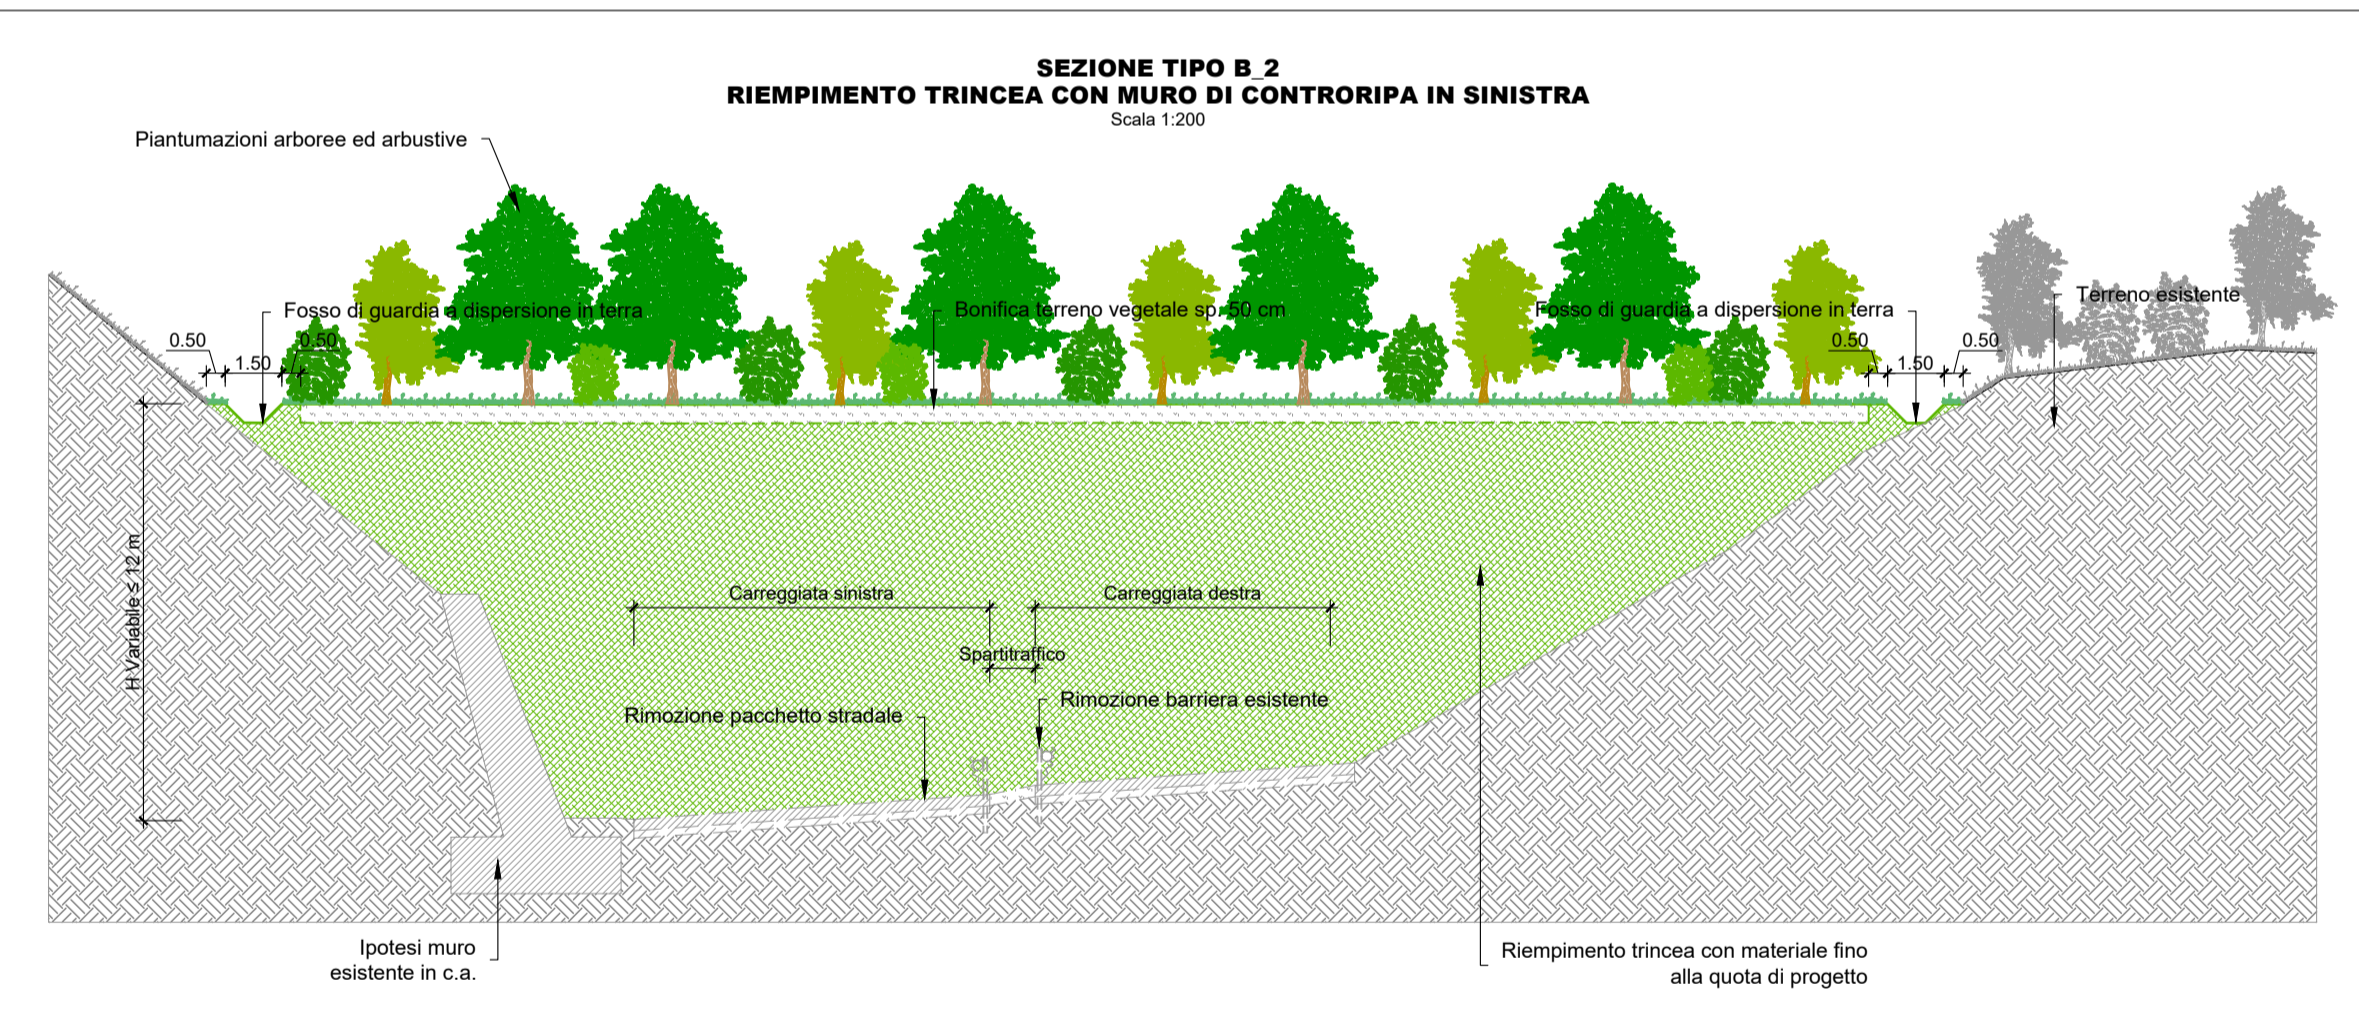 SEZIONE TIPO B_2
RIEMPIMENTO TRINCEA CON MURO DI CONTRORIPA IN SINISTRA
Scala 1:200
Piantumazioni arboree ed arbustive
Fosso di guardia a dispersione in terra
Bonifica terreno vegetale sp. 50 cm
Fosso di guardia a dispersione in terra
Terreno esistente
0.50
1.50
0.50
0.50
1.50
0.50
H Variabile ≤ 12 m
Carreggiata sinistra
Carreggiata destra
Spartitraffico
Rimozione pacchetto stradale
Rimozione barriera esistente
Ipotesi muro
esistente in c.a.
Riempimento trincea con materiale fino
alla quota di progetto